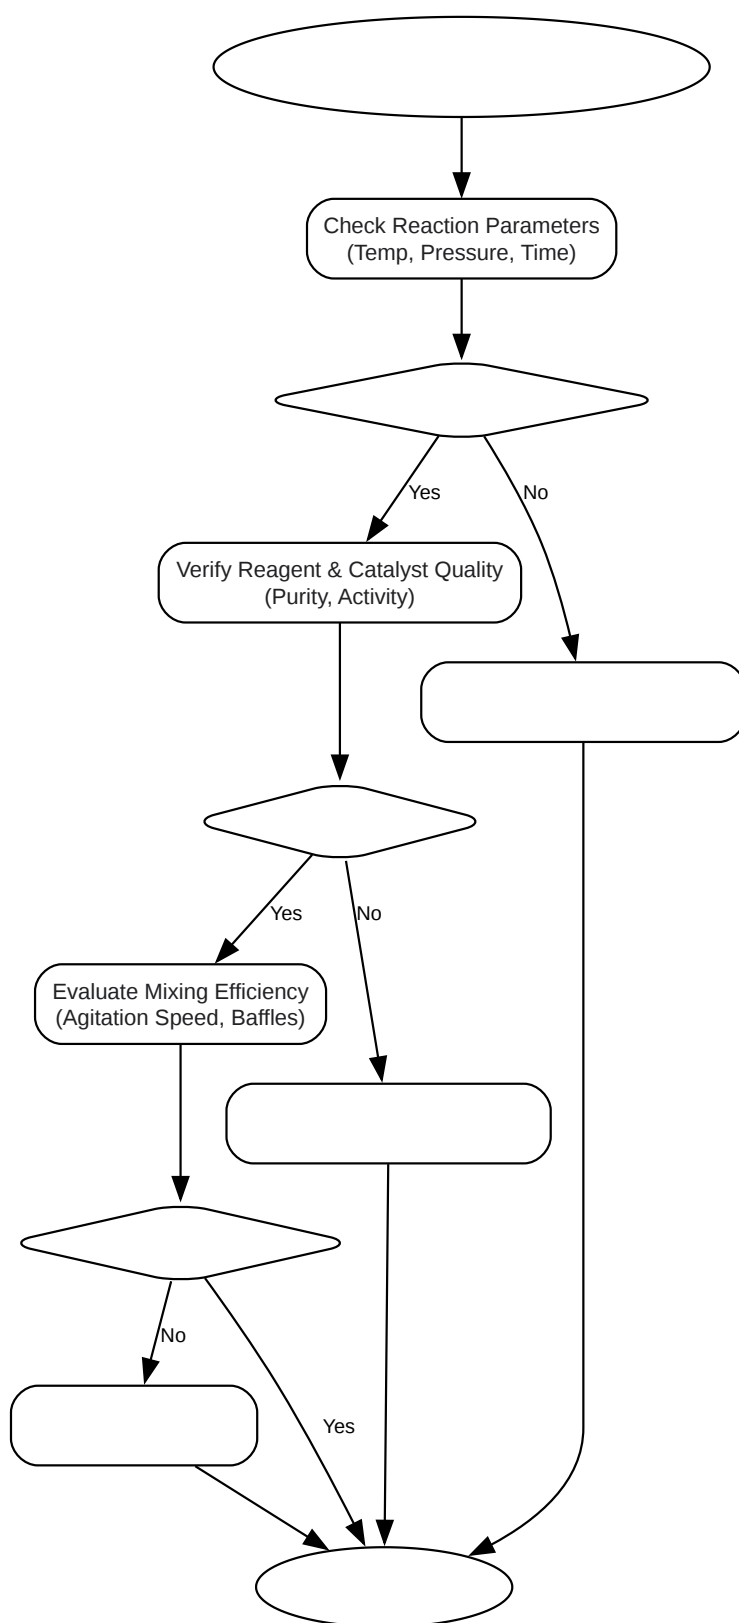 Check Reaction Parameters
(Temp, Pressure, Time)
Yes
No
Verify Reagent & Catalyst Quality
(Purity, Activity)
Yes
No
Evaluate Mixing Efficiency
(Agitation Speed, Baffles)
No
Yes